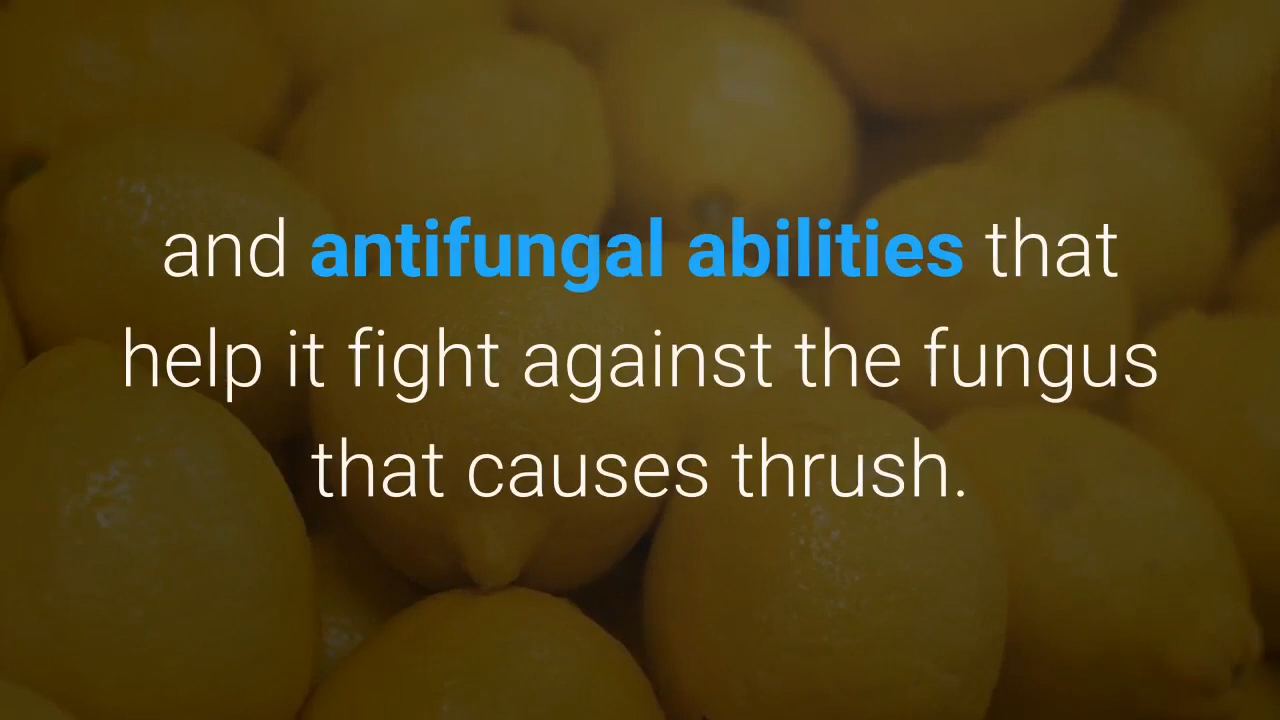 and antifungal abilities that
help it fight against the fungus
that causes thrush.